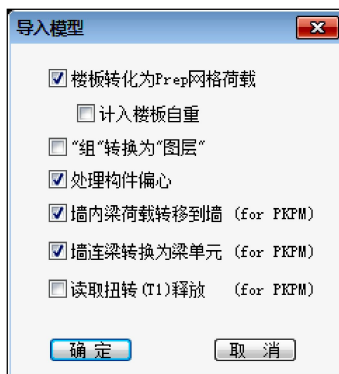 导入模型
楼板转化为Prep网格荷载
计入楼板自重
"组"转换为"图层"
处理构件偏心
墙内梁荷载转移到墙 (for PKPM)
墙连梁转换为梁单元 (for PKPM)
读取扭转(T1)释放 (for PKPM)
确 定
取 消